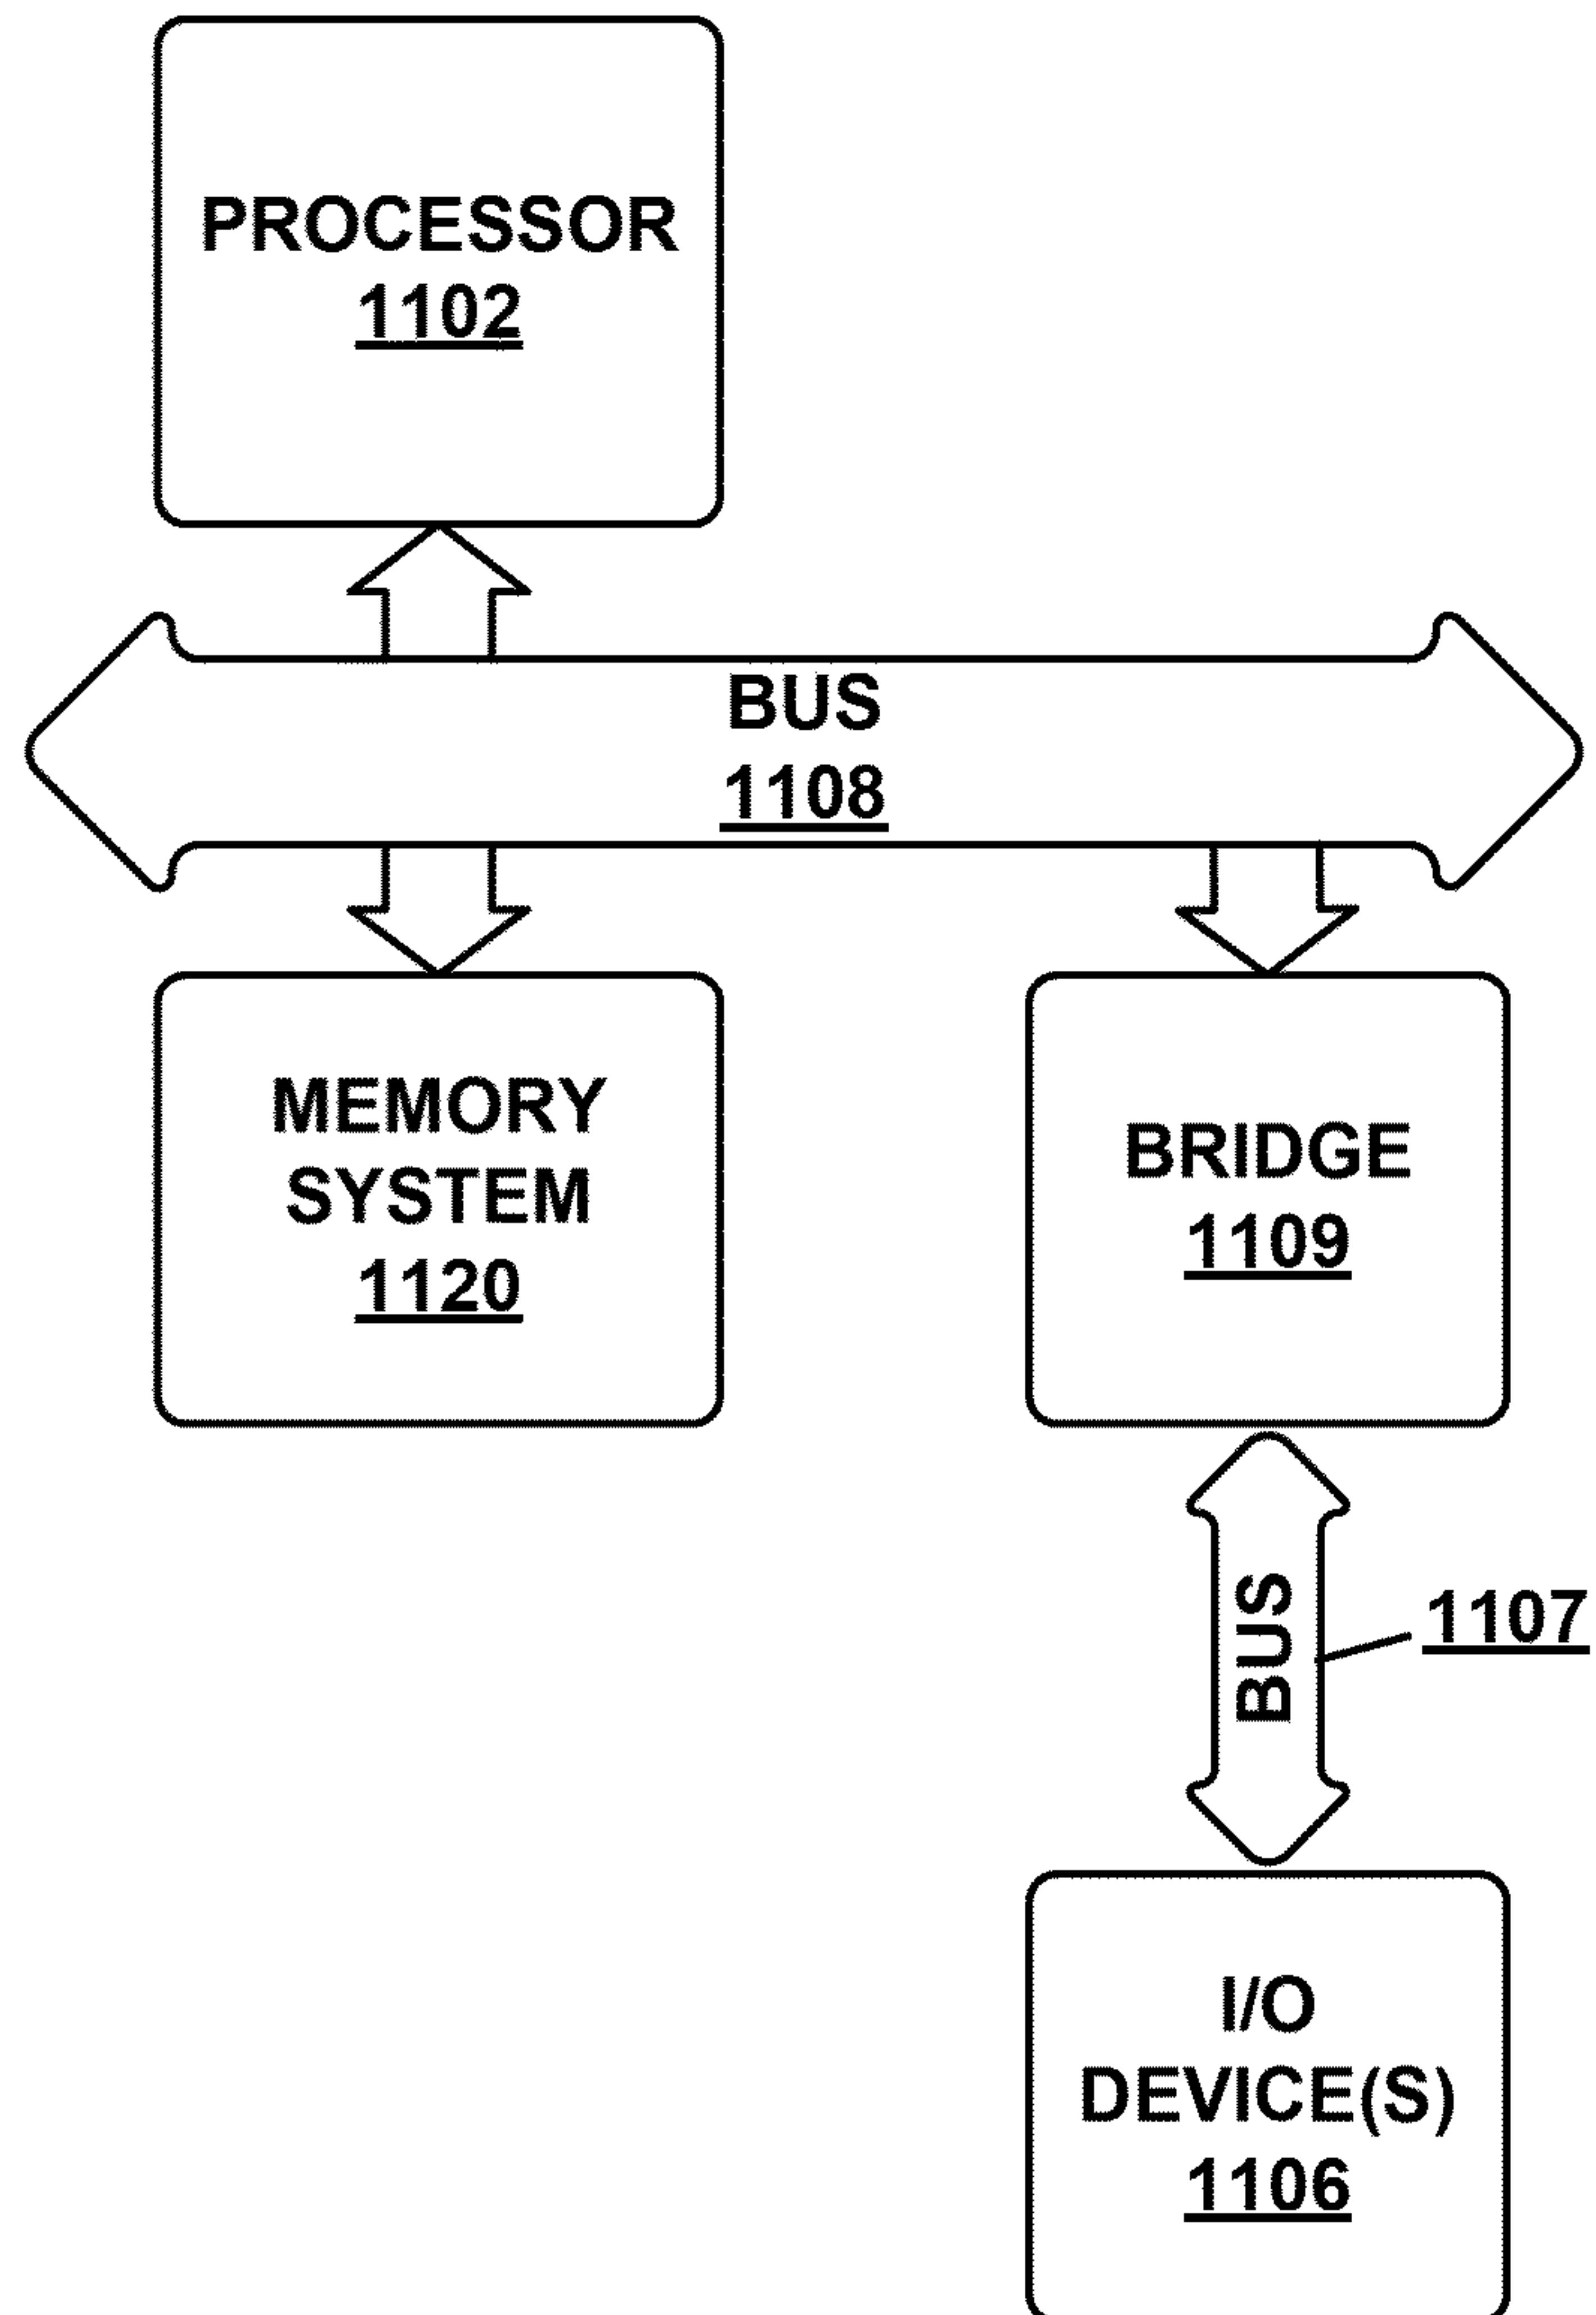 PROCESSOR
1102
BUS
1108
MEMORY
SYSTEM
1120
BRIDGE
1109
BUS
1107
I/O
DEVICE(S)
1106